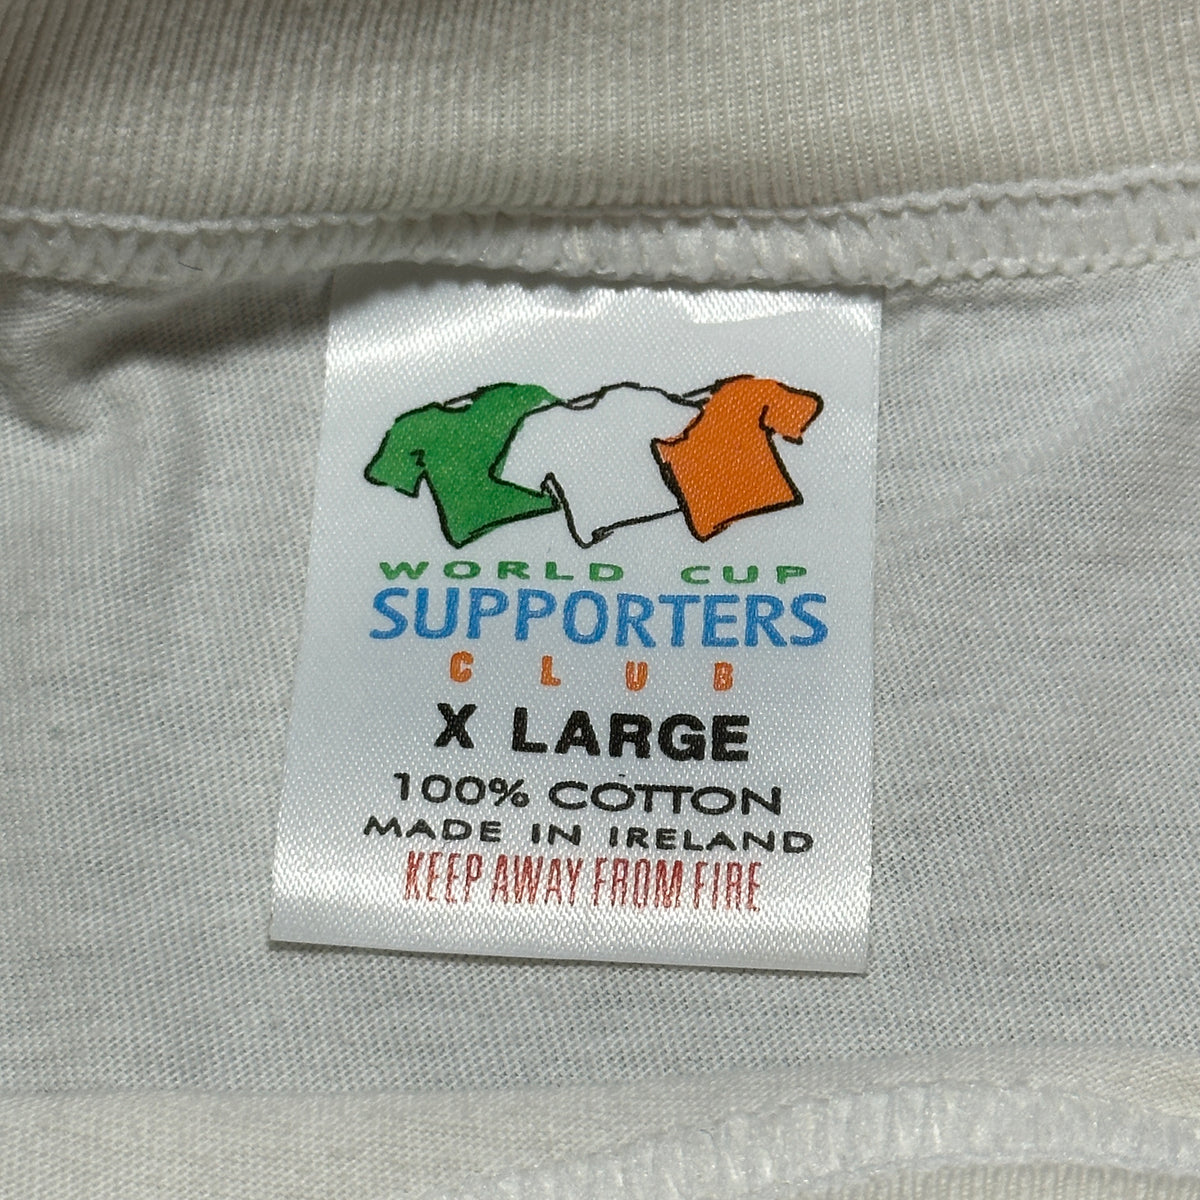 WORLD CUP
SUPPORTERS
CLUB
X LARGE
100% COTTON
MADE IN IRELAND
KEEP AWAY FROM FIRE